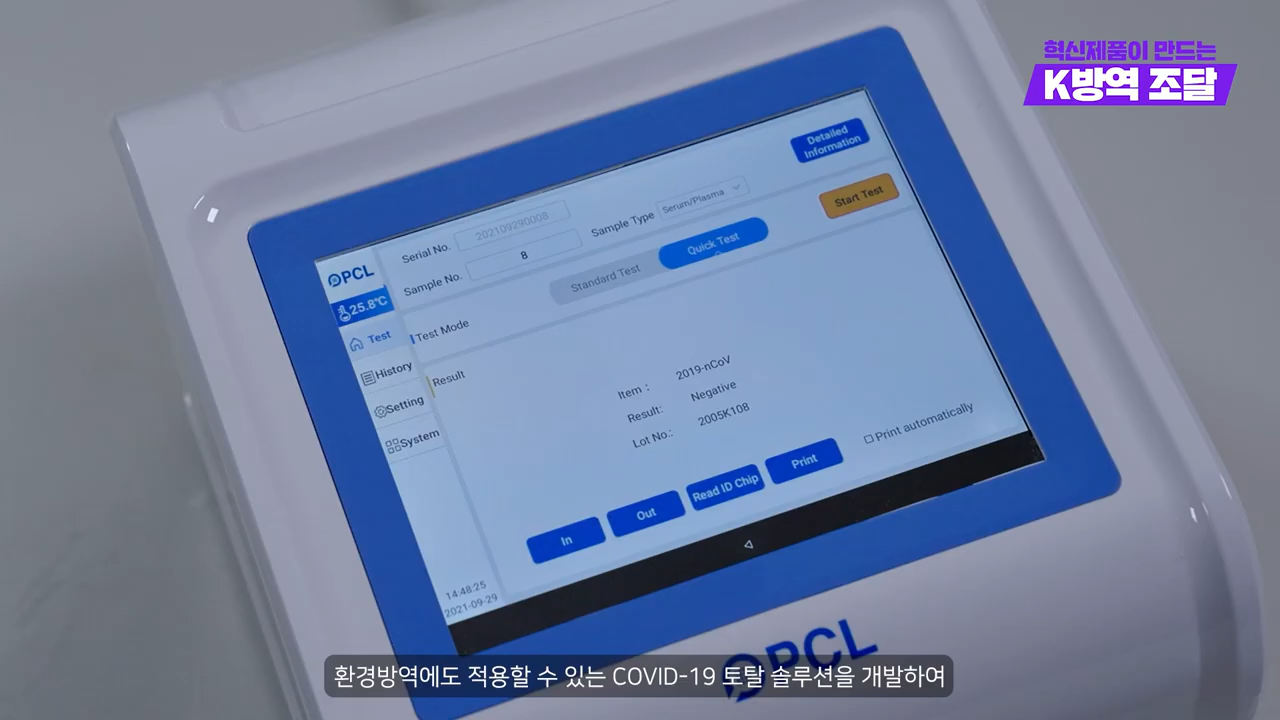 혁신제품이 만드는
K방역 조달
Detailed
Information
Serial No. 202109290008
Sample Type Serum/Plasma
Start Test
PCL
Sample No. 8
25.8℃
Standard Test Quick Test
Test
Test Mode
History
Result
Setting
Item : 2019-nCoV
Result: Negative
System
Lot No.: 2005K108
Print automatically
In Out Read ID Chip Print
14:48:25
2021-09-29
PCL
환경방역에도 적용할 수 있는 COVID-19 토탈 솔루션을 개발하여